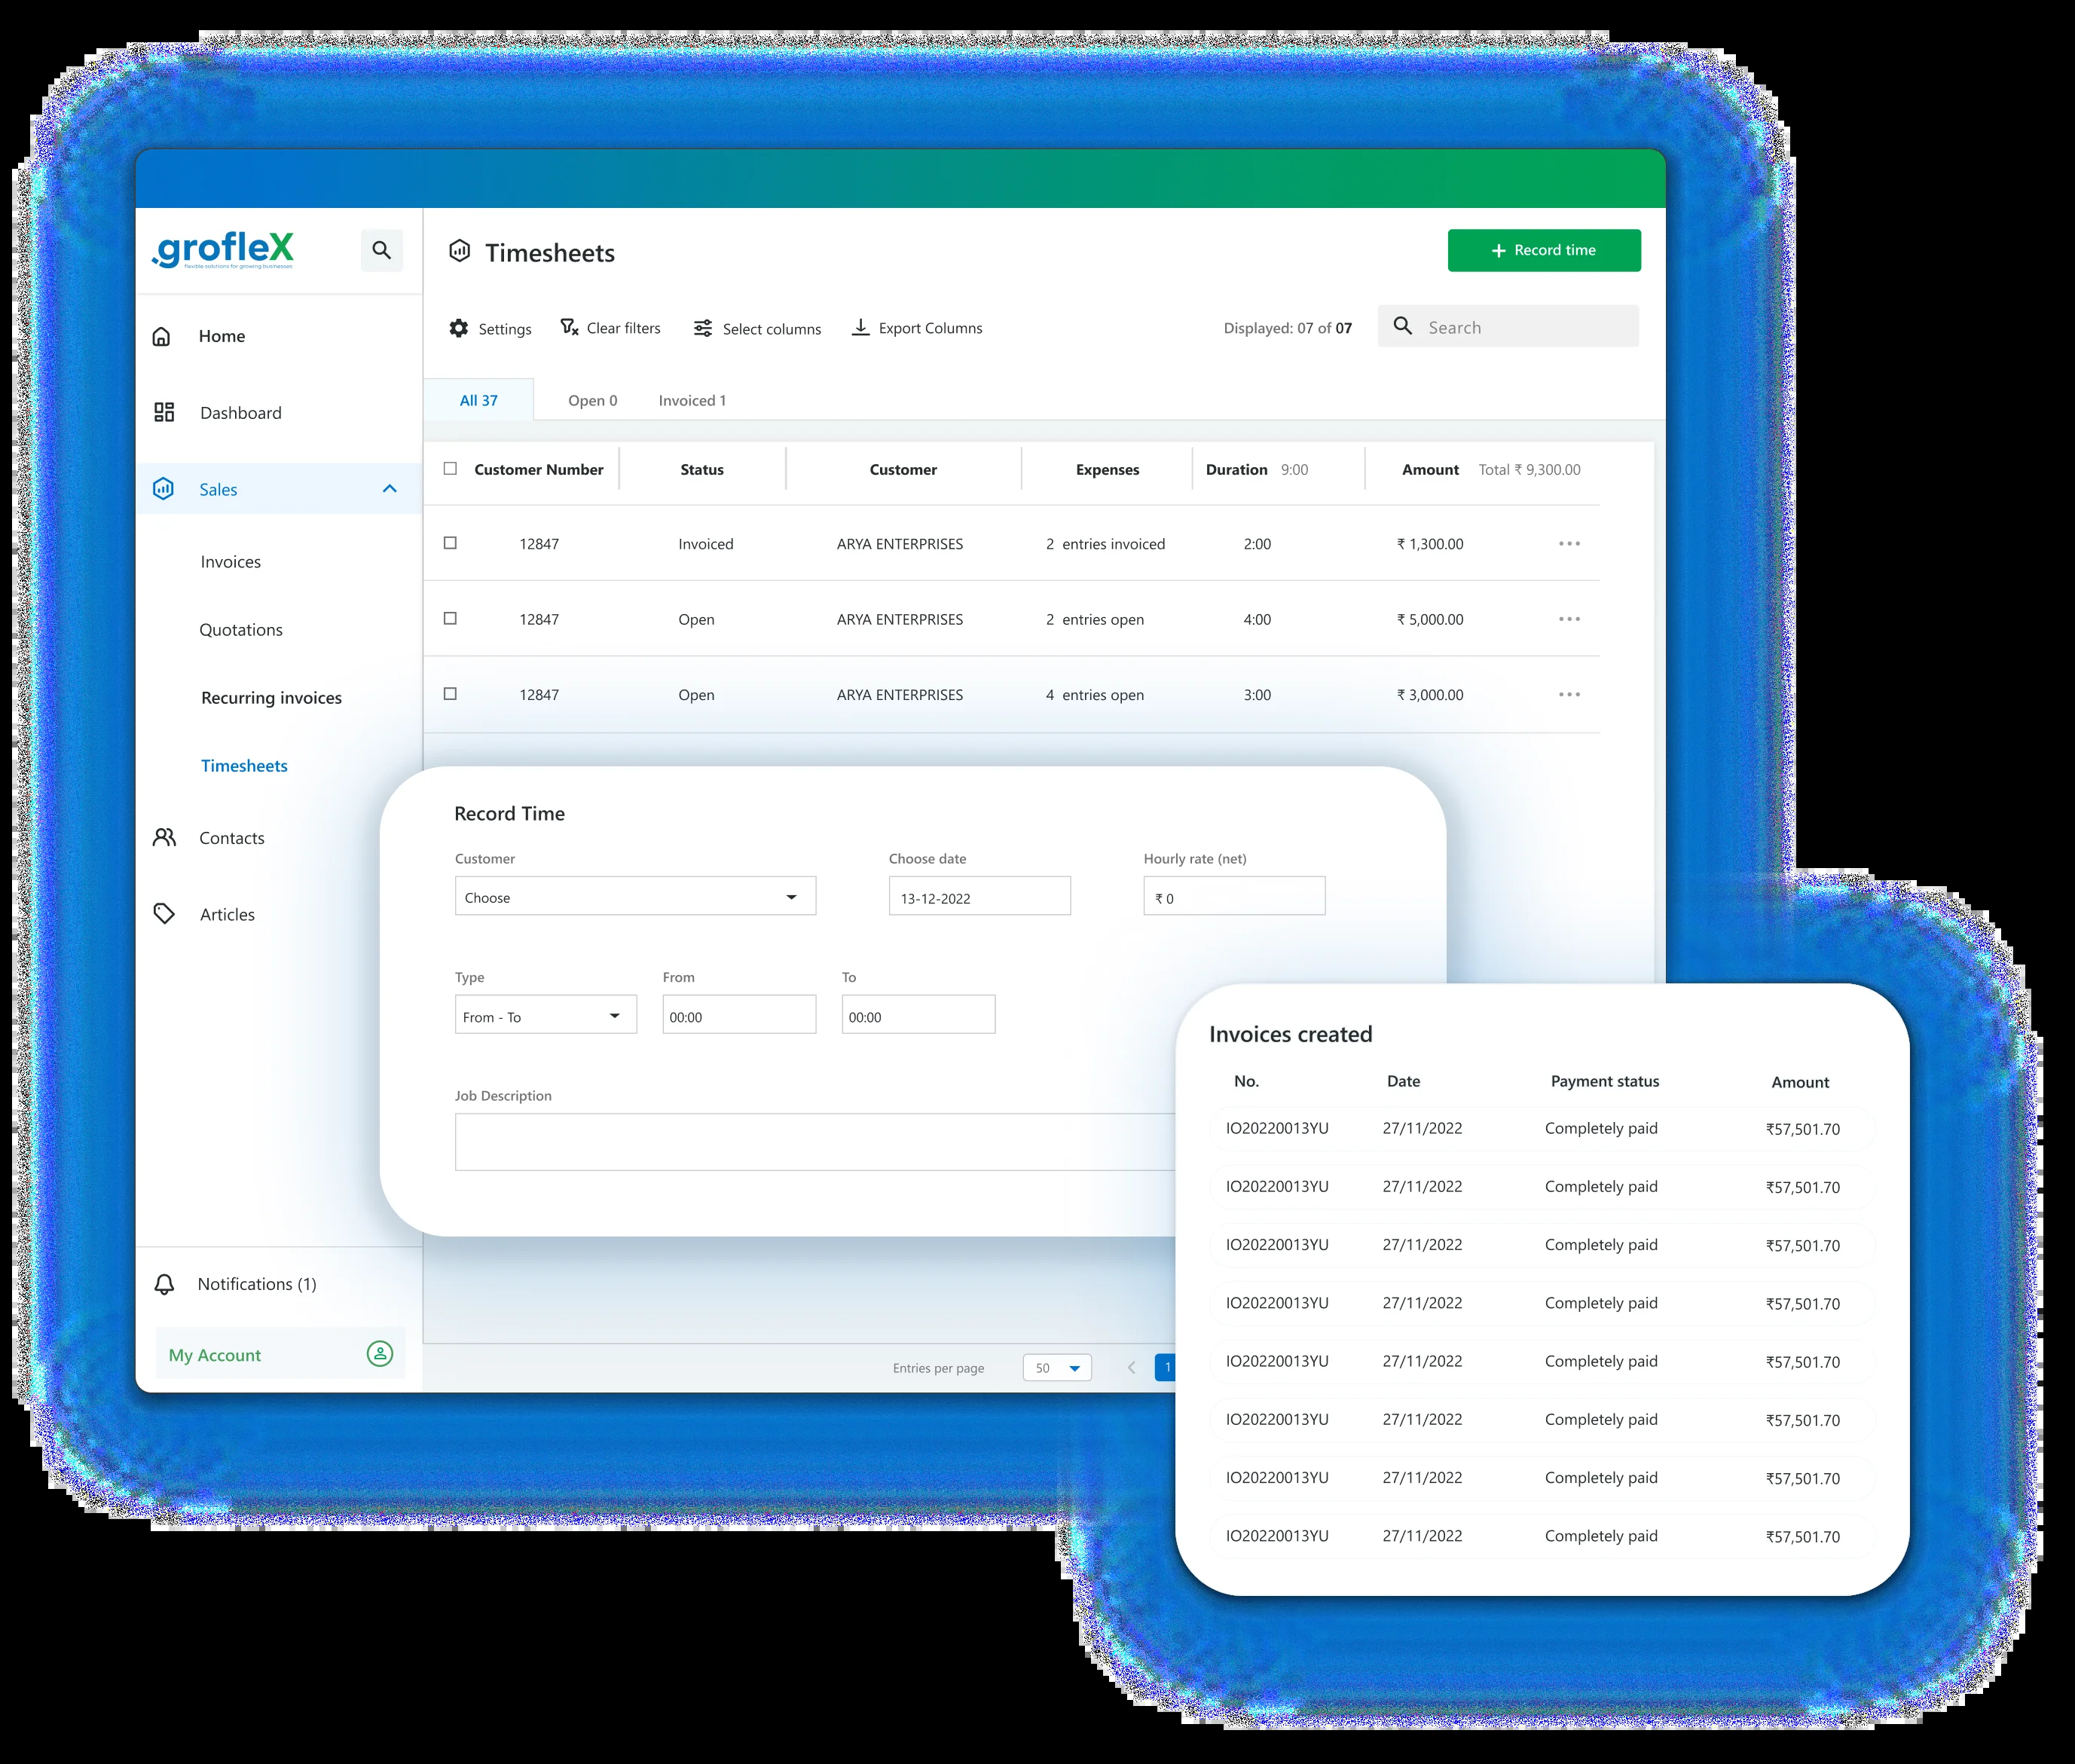 .grofleX
flexible solutions for growing businesses
Home
Dashboard
Sales
Invoices
Quotations
Recurring invoices
Timesheets
Contacts
Articles
Notifications (1)
My Account
Timesheets
+ Record time
Settings Clear filters Select columns Export Columns Displayed: 07 of 07 Search
All 37 Open 0 Invoiced 1
Customer Number Status Customer Expenses Duration 9:00 Amount Total ₹ 9,300.00
12847 Invoiced ARYA ENTERPRISES 2 entries invoiced 2:00 ₹ 1,300.00
12847 Open ARYA ENTERPRISES 2 entries open 4:00 ₹ 5,000.00
12847 Open ARYA ENTERPRISES 4 entries open 3:00 ₹ 3,000.00
Record Time
Customer Choose date Hourly rate (net)
Choose 13-12-2022 ₹ 0
Type From To
From - To 00:00 00:00
Job Description
Entries per page 50 1
Invoices created
No. Date Payment status Amount
IO20220013YU 27/11/2022 Completely paid ₹57,501.70
IO20220013YU 27/11/2022 Completely paid ₹57,501.70
IO20220013YU 27/11/2022 Completely paid ₹57,501.70
IO20220013YU 27/11/2022 Completely paid ₹57,501.70
IO20220013YU 27/11/2022 Completely paid ₹57,501.70
IO20220013YU 27/11/2022 Completely paid ₹57,501.70
IO20220013YU 27/11/2022 Completely paid ₹57,501.70
IO20220013YU 27/11/2022 Completely paid ₹57,501.70